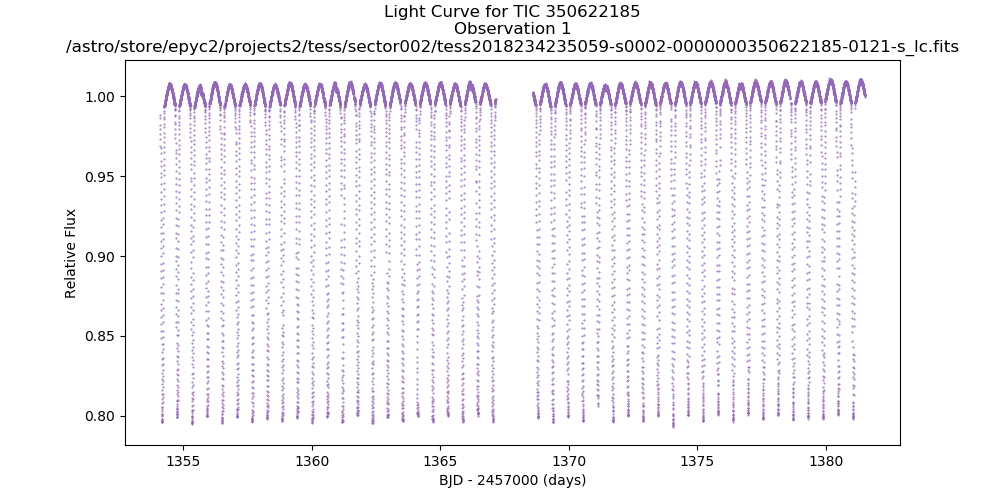 Light Curve for TIC 350622185
Observation 1
/astro/store/epyc2/projects2/tess/sector002/tess2018234235059-s0002-0000000350622185-0121-s_lc.fits
1.00
0.95
0.90
0.85
0.80
Relative Flux
1355
1360
1365
1370
1375
1380
BJD - 2457000 (days)